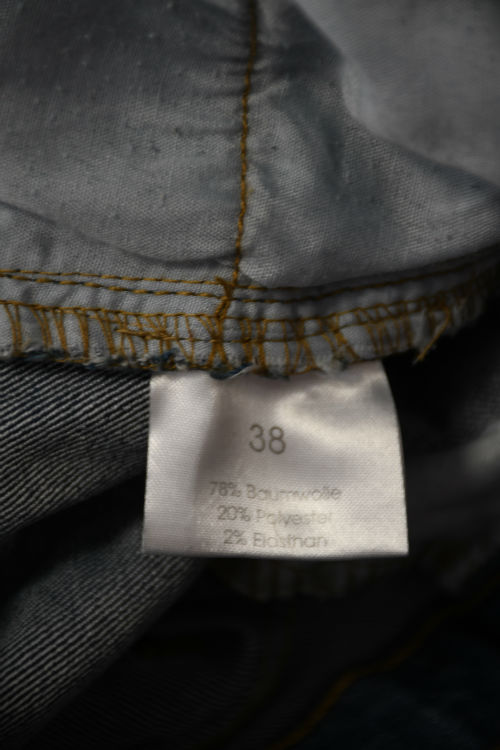 38
78% Baumwolle
20% Polyester
2% Elasthan